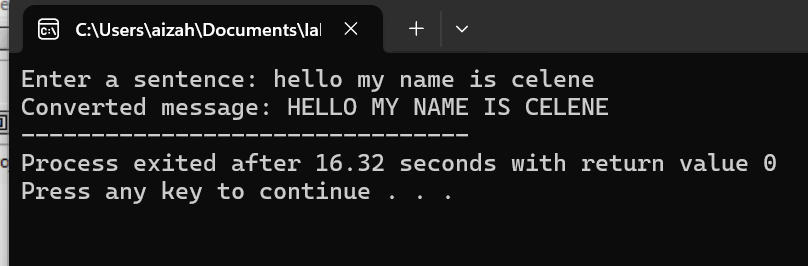 C:\Users\aizah\Documents\lal
Enter a sentence: hello my name is celene
Converted message: HELLO MY NAME IS CELENE
--------------------------------
Process exited after 16.32 seconds with return value 0
Press any key to continue . . .